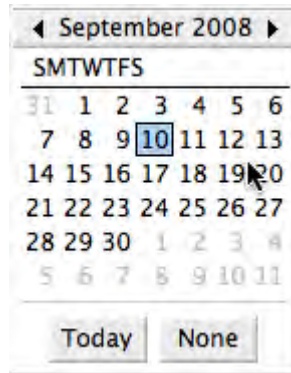 September 2008
SMTWTFS
31 1 2 3 4 5 6
7 8 9 10 11 12 13
14 15 16 17 18 19 20
21 22 23 24 25 26 27
28 29 30 1 2 3 4
5 6 7 8 9 10 11
Today None